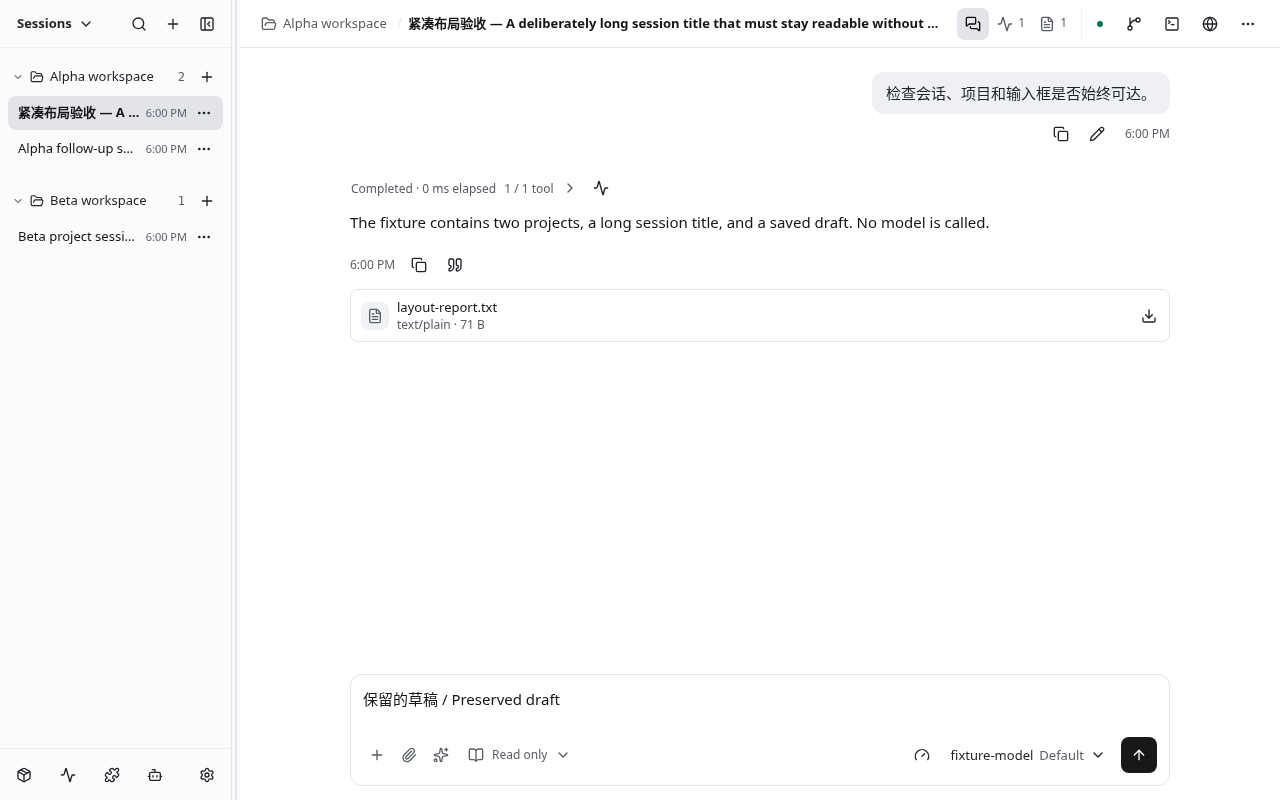 Sessions
Alpha workspace 2
紧凑布局验收 — A ... 6:00 PM
Alpha follow-up s... 6:00 PM
Beta workspace 1
Beta project sessi... 6:00 PM
Alpha workspace / 紧凑布局验收 — A deliberately long session title that must stay readable without ... 1 1
检查会话、项目和输入框是否始终可达。
6:00 PM
Completed · 0 ms elapsed 1 / 1 tool
The fixture contains two projects, a long session title, and a saved draft. No model is called.
6:00 PM
layout-report.txt
text/plain · 71 B
保留的草稿 / Preserved draft
Read only fixture-model Default